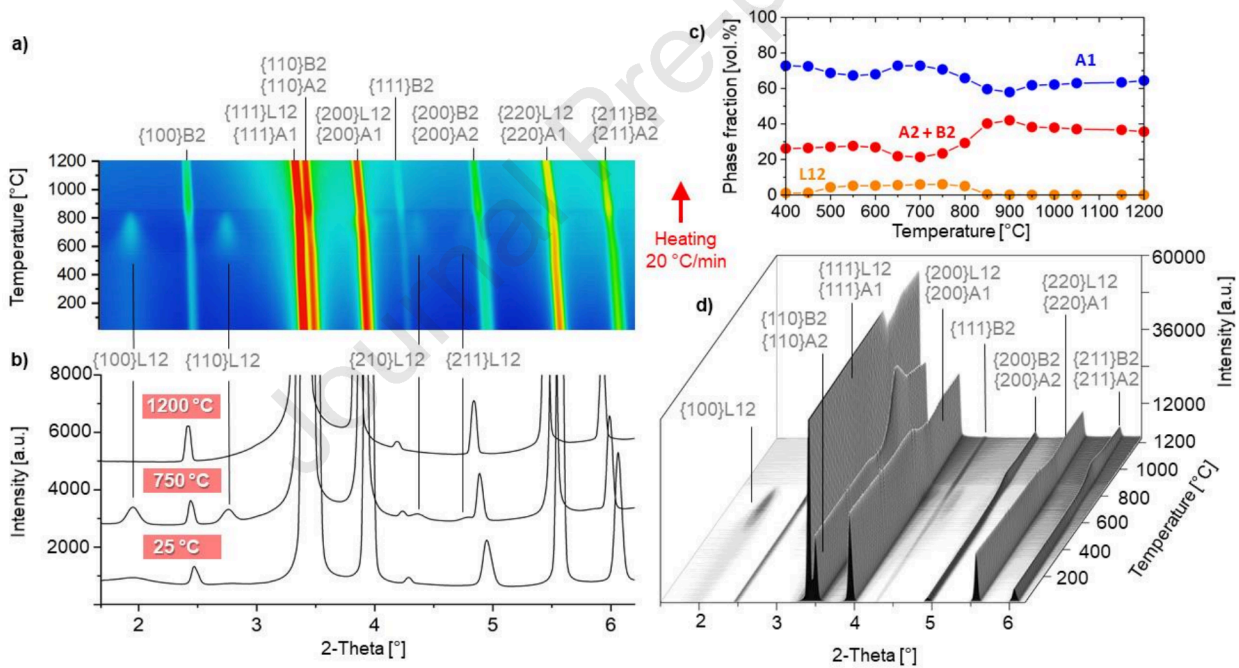 Journal Pre-p
a)
{110}B2
{110}A2
{111}B2
{111}L12
{111}A1
{200}L12
{200}A1
{200}B2
{200}A2
{220}L12
{220}A1
{211}B2
{211}A2
{100}B2
Temperature [°C]
1200
1000
800
600
400
200
Heating
20 °C/min
{100}L12
{110}L12
{210}L12
{211}L12
b)
Intensity [a.u.]
8000
6000
4000
2000
1200 °C
750 °C
25 °C
2
3
4
5
6
2-Theta [°]
c)
Phase fraction [vol.%]
100
80
60
40
20
0
A1
A2 + B2
L12
400 500 600 700 800 900 1000 1100 1200
Temperature [°C]
d)
{111}L12
{111}A1
{200}L12
{200}A1
{220}L12
{220}A1
{110}B2
{110}A2
{111}B2
{200}B2
{200}A2
{211}B2
{211}A2
{100}L12
60000
36000
12000
Intensity [a.u.]
1200
1000
800
600
400
200
Temperature [°C]
2
3
4
5
6
2-Theta [°]